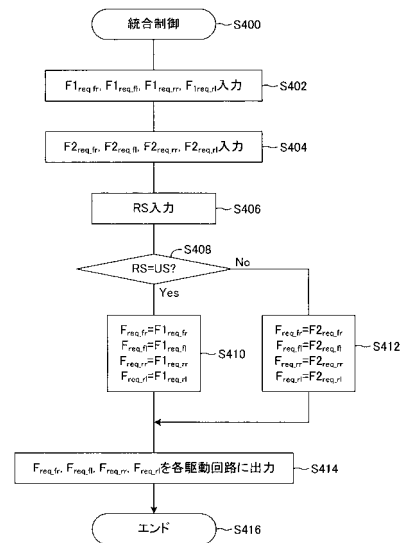 統合制御
S400
F1req_fr, F1req_fl, F1req_rr, F1req_rl入力
S402
F2req_fr, F2req_fl, F2req_rr, F2req_rl入力
S404
RS入力
S406
S408
RS=US?
No
Yes
Freq_fr=F1req_fr
Freq_fl=F1req_fl
Freq_rr=F1req_rr
Freq_rl=F1req_rl
S410
Freq_fr=F2req_fr
Freq_fl=F2req_fl
Freq_rr=F2req_rr
Freq_rl=F2req_rl
S412
Freq_fr, Freq_fl, Freq_rr, Freq_rlを各駆動回路に出力
S414
エンド
S416